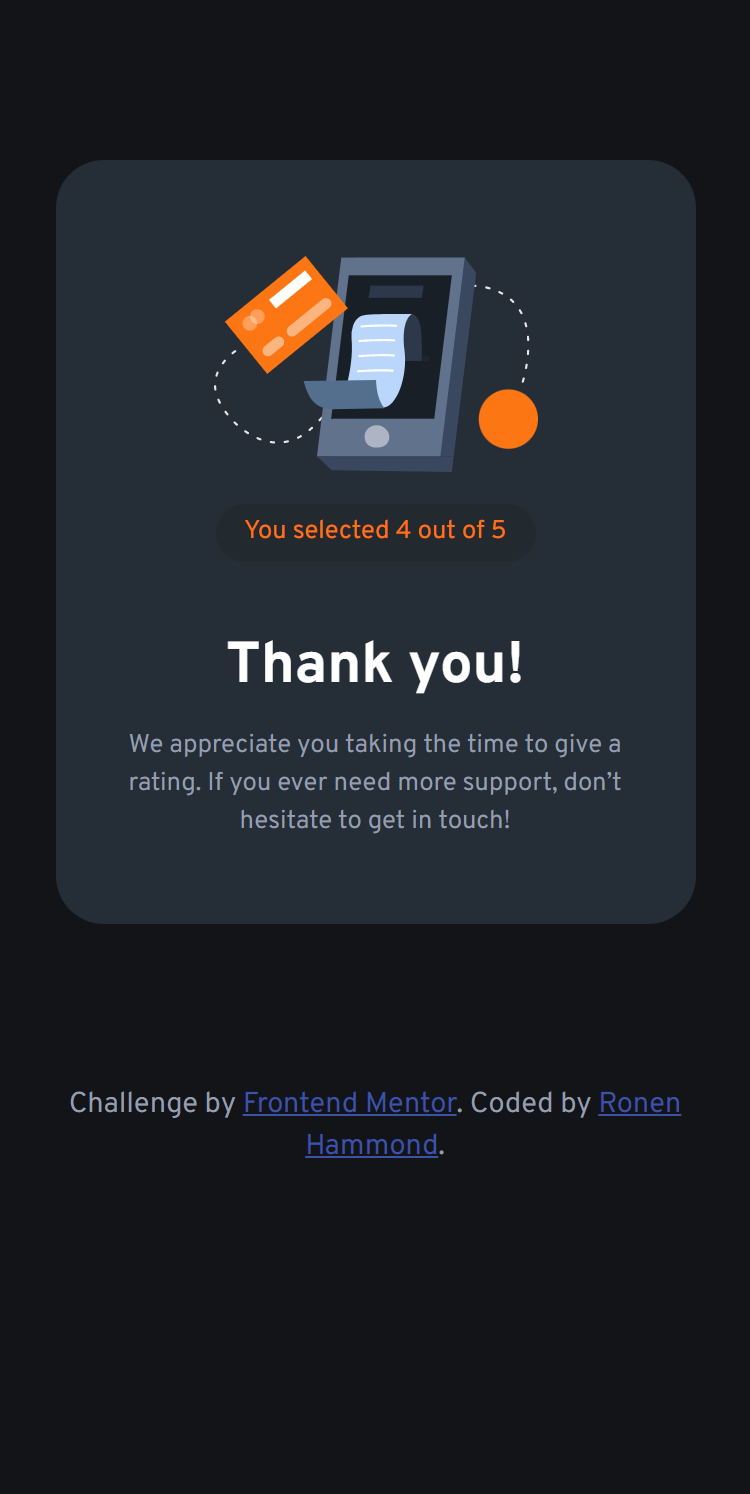 You selected 4 out of 5
Thank you!
We appreciate you taking the time to give a
rating. If you ever need more support, don’t
hesitate to get in touch!
Challenge by Frontend Mentor. Coded by Ronen
Hammond.